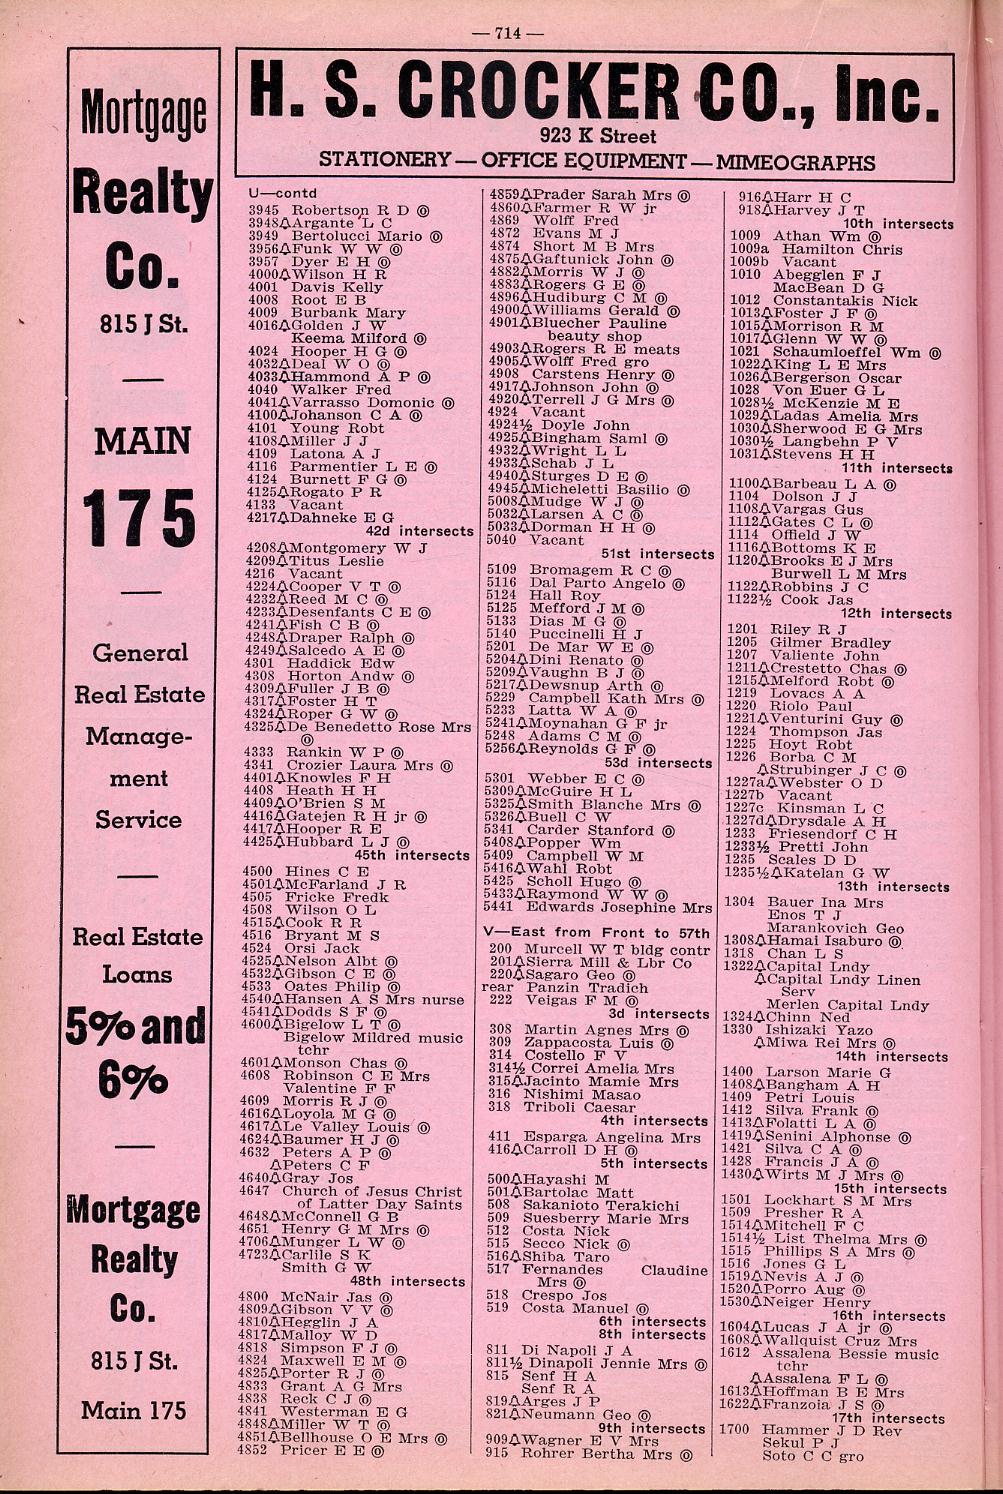 — 714 —
Mortgage
Realty
Co.
815 J St.
MAIN
175
General
Real Estate
Manage-
ment
Service
Real Estate
Loans
5% and
6%
Mortgage
Realty
Co.
815 J St.
Main 175
H. S. CROCKER CO., Inc.
923 K Street
STATIONERY — OFFICE EQUIPMENT — MIMEOGRAPHS
U—contd
3945 Robertson R D ⓞ
3948△Argante L C
3949 Bertolucci Mario ⓞ
3956△Funk W W ⓞ
3957 Dyer E H ⓞ
4000△Wilson H R
4001 Davis Kelly
4008 Root E B
4009 Burbank Mary
4016△Golden J W
Keema Milford ⓞ
4024 Hooper H G ⓞ
4032△Deal W O ⓞ
4033△Hammond A P ⓞ
4040 Walker Fred
4041△Varrasso Domonic ⓞ
4100△Johanson C A ⓞ
4101 Young Robt
4108△Miller J J
4109 Latona A J
4116 Parmentier L E ⓞ
4124 Burnett F G ⓞ
4125△Rogato P R
4133 Vacant
4217△Dahneke E G
42d intersects
4208△Montgomery W J
4209△Titus Leslie
4216 Vacant
4224△Cooper V T ⓞ
4232△Reed M C ⓞ
4233△Desenfants C E ⓞ
4241△Fish C B ⓞ
4248△Draper Ralph ⓞ
4249△Salcedo A E ⓞ
4301 Haddick Edw
4308 Horton Andw ⓞ
4309△Fuller J B ⓞ
4317△Foster H T
4324△Roper G W ⓞ
4325△De Benedetto Rose Mrs
ⓞ
4333 Rankin W P ⓞ
4341 Crozier Laura Mrs ⓞ
4401△Knowles F H
4408 Heath H H
4409△O'Brien S M
4416△Gatejen R H jr ⓞ
4417△Hooper R E
4425△Hubbard L J ⓞ
45th intersects
4500 Hines C E
4501△McFarland J R
4505 Fricke Fredk
4508 Wilson O L
4515△Cook R R
4516 Bryant M S
4524 Orsi Jack
4525△Nelson Albt ⓞ
4532△Gibson C E ⓞ
4533 Oates Philip ⓞ
4540△Hansen A S Mrs nurse
4541△Dodds S F ⓞ
4600△Bigelow L T ⓞ
Bigelow Mildred music
tchr
4601△Monson Chas ⓞ
4608 Robinson C E Mrs
Valentine F F
4609 Morris R J ⓞ
4616△Loyola M G ⓞ
4617△Le Valley Louis ⓞ
4624△Baumer H J ⓞ
4632 Peters A P ⓞ
△Peters C F
4640△Gray Jos
4647 Church of Jesus Christ
of Latter Day Saints
4648△McConnell G B
4651 Henry G M Mrs ⓞ
4706△Munger L W ⓞ
4723△Carlile S K
Smith G W
48th intersects
4800 McNair Jas ⓞ
4809△Gibson V V ⓞ
4810△Hegglin J A
4817△Malloy W D
4818 Simpson F J ⓞ
4824 Maxwell E M ⓞ
4825△Porter R J ⓞ
4833 Grant A G Mrs
4838 Reck C J ⓞ
4841 Westerman E G
4848△Miller W T ⓞ
4851△Bellhouse O E Mrs ⓞ
4852 Pricer E E ⓞ
4859△Prader Sarah Mrs ⓞ
4860△Farmer R W jr
4869 Wolff Fred
4872 Evans M J
4874 Short M B Mrs
4875△Gaftunick John ⓞ
4882△Morris W J ⓞ
4883△Rogers G E ⓞ
4896△Hudiburg C M ⓞ
4900△Williams Gerald ⓞ
4901△Bluecher Pauline
beauty shop
4903△Rogers R E meats
4905△Wolff Fred gro
4908 Carstens Henry ⓞ
4917△Johnson John ⓞ
4920△Terrell J G Mrs ⓞ
4924 Vacant
4924½ Doyle John
4925△Bingham Saml ⓞ
4932△Wright L L
4933△Schab J L
4940△Sturges D E ⓞ
4945△Micheletti Basilio ⓞ
5008△Mudge W J ⓞ
5032△Larsen A C ⓞ
5033△Dorman H H ⓞ
5040 Vacant
51st intersects
5109 Bromagem R C ⓞ
5116 Dal Parto Angelo ⓞ
5124 Hall Roy
5125 Mefford J M ⓞ
5133 Dias M G ⓞ
5140 Puccinelli H J
5201 De Mar W E ⓞ
5204△Dini Renato ⓞ
5209△Vaughn B J ⓞ
5217△Dewsnup Arth ⓞ
5229 Campbell Kath Mrs ⓞ
5233 Latta W A ⓞ
5241△Moynahan G F jr
5248 Adams C M ⓞ
5256△Reynolds G F ⓞ
53d intersects
5301 Webber E C ⓞ
5309△McGuire H L
5325△Smith Blanche Mrs ⓞ
5326△Buell C W
5341 Carder Stanford ⓞ
5408△Popper Wm
5409 Campbell W M
5416△Wahl Robt
5425 Scholl Hugo ⓞ
5433△Raymond W W ⓞ
5441 Edwards Josephine Mrs
V—East from Front to 57th
200 Murcell W T bldg contr
201△Sierra Mill & Lbr Co
220△Sagaro Geo ⓞ
rear Panzin Tradich
222 Veigas F M ⓞ
3d intersects
308 Martin Agnes Mrs ⓞ
309 Zappacosta Luis ⓞ
314 Costello F V
314½ Correi Amelia Mrs
315△Jacinto Mamie Mrs
316 Nishimi Masao
318 Triboli Caesar
4th intersects
411 Esparga Angelina Mrs
416△Carroll D H ⓞ
5th intersects
500△Hayashi M
501△Bartolac Matt
508 Sakanioto Terakichi
509 Suesberry Marie Mrs
512 Costa Nick
515 Secco Nick ⓞ
516△Shiba Taro
517 Fernandes Claudine
Mrs ⓞ
518 Crespo Jos
519 Costa Manuel ⓞ
6th intersects
8th intersects
811 Di Napoli J A
811½ Dinapoli Jennie Mrs ⓞ
815 Senf H A
Senf R A
819△Arges J P
821△Neumann Geo ⓞ
9th intersects
909△Wagner E V Mrs
915 Rohrer Bertha Mrs ⓞ
916△Harr H C
918△Harvey J T
10th intersects
1009 Athan Wm ⓞ
1009a Hamilton Chris
1009b Vacant
1010 Abegglen F J
MacBean D G
1012 Constantakis Nick
1013△Foster J F ⓞ
1015△Morrison R M
1017△Glenn W W ⓞ
1021 Schaumloeffel Wm ⓞ
1022△King L E Mrs
1026△Bergerson Oscar
1028 Von Euer G L
1028½ McKenzie M E
1029△Ladas Amelia Mrs
1030△Sherwood E G Mrs
1030½ Langbehn P V
1031△Stevens H H
11th intersects
1100△Barbeau L A ⓞ
1104 Dolson J J
1108△Vargas Gus
1112△Gates C L ⓞ
1114 Offield J W
1116△Bottoms K E
1120△Brooks E J Mrs
Burwell L M Mrs
1122△Robbins J C
1122½ Cook Jas
12th intersects
1201 Riley R J
1205 Gilmer Bradley
1207 Valiente John
1211△Crestetto Chas ⓞ
1215△Melford Robt ⓞ
1219 Lovacs A A
1220 Riolo Paul
1221△Venturini Guy ⓞ
1224 Thompson Jas
1225 Hoyt Robt
1226 Borba C M
△Strubinger J C ⓞ
1227a△Webster O D
1227b Vacant
1227c Kinsman L C
1227d△Drysdale A H
1233 Friesendorf C H
1233½ Pretti John
1235 Scales D D
1235½△Katelan G W
13th intersects
1304 Bauer Ina Mrs
Enos T J
Marankovich Geo
1308△Hamai Isaburo ⓞ
1318 Chan L S
1322△Capital Lndy
△Capital Lndy Linen
Serv
Merlen Capital Lndy
1324△Chinn Ned
1330 Ishizaki Yazo
△Miwa Rei Mrs ⓞ
14th intersects
1400 Larson Marie G
1408△Bangham A H
1409 Petri Louis
1412 Silva Frank ⓞ
1413△Folatti L A ⓞ
1419△Senini Alphonse ⓞ
1421 Silva C A ⓞ
1428 Francis J A ⓞ
1430△Wirts M J Mrs ⓞ
15th intersects
1501 Lockhart S M Mrs
1509 Presher R A
1514△Mitchell F C
1514½ List Thelma Mrs ⓞ
1515 Phillips S A Mrs ⓞ
1516 Jones G L
1519△Nevis A J ⓞ
1520△Porro Aug ⓞ
1530△Neiger Henry
16th intersects
1604△Lucas J A jr ⓞ
1608△Wallquist Cruz Mrs
1612 Assalena Bessie music
tchr
△Assalena F L ⓞ
1613△Hoffman B E Mrs
1622△Franzoia J S ⓞ
17th intersects
1700 Hammer J D Rev
Sekul P J
Soto C C gro